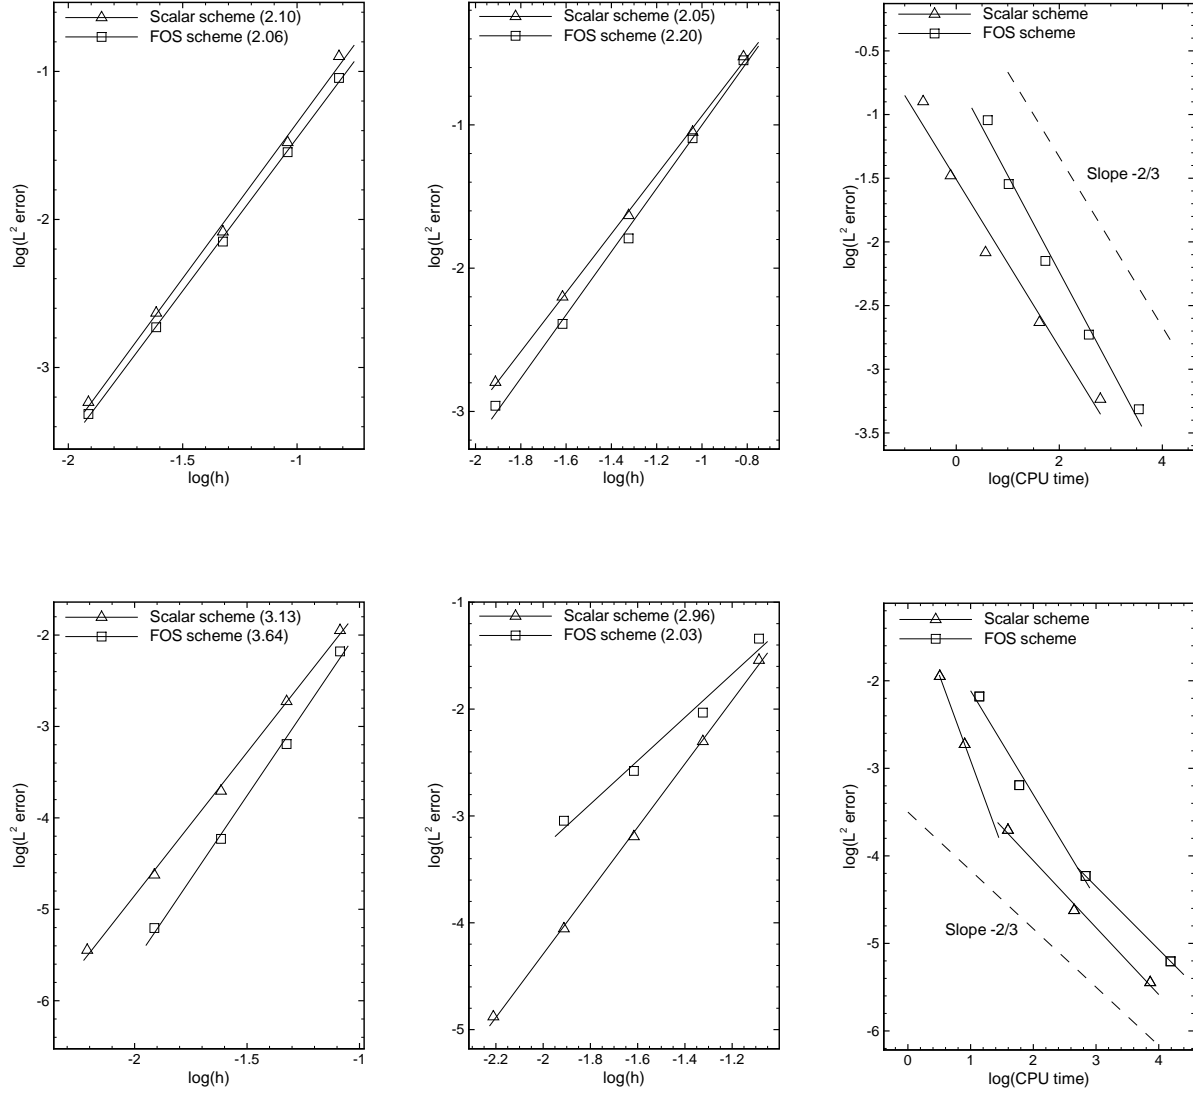 Scalar scheme (2.10)
FOS scheme (2.06)
-1
-2
-3
log(L² error)
-2
-1.5
-1
log(h)
Scalar scheme (2.05)
FOS scheme (2.20)
-1
-2
-3
log(L² error)
-2
-1.8
-1.6
-1.4
-1.2
-1
-0.8
log(h)
Scalar scheme
FOS scheme
-0.5
-1
-1.5
-2
-2.5
-3
-3.5
log(L² error)
Slope -2/3
0
2
4
log(CPU time)
Scalar scheme (3.13)
FOS scheme (3.64)
-2
-3
-4
-5
-6
log(L² error)
-2
-1.5
-1
log(h)
Scalar scheme (2.96)
FOS scheme (2.03)
-1
-2
-3
-4
-5
log(L² error)
-2.2
-2
-1.8
-1.6
-1.4
-1.2
log(h)
Scalar scheme
FOS scheme
-2
-3
-4
-5
-6
log(L² error)
Slope -2/3
0
1
2
3
4
log(CPU time)